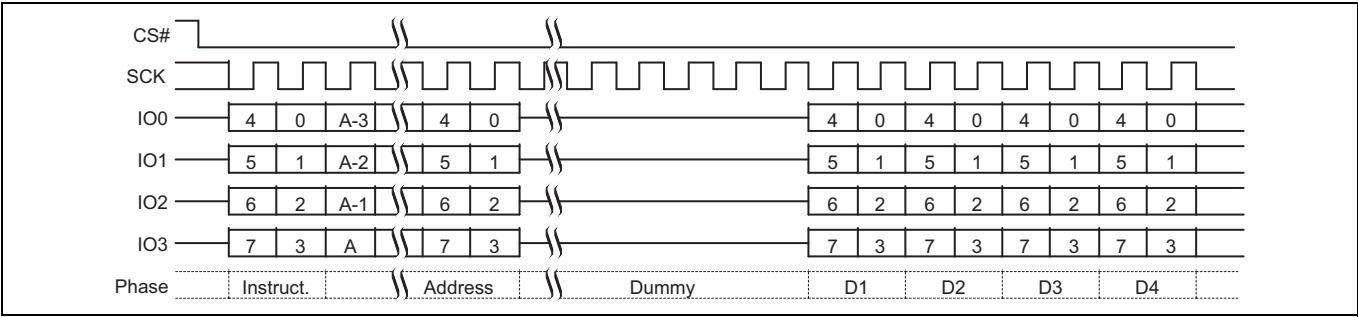 CS#
SCK
IO0 4 0 A-3 4 0 4 0 4 0 4 0 4 0
IO1 5 1 A-2 5 1 5 1 5 1 5 1 5 1
IO2 6 2 A-1 6 2 6 2 6 2 6 2 6 2
IO3 7 3 A 7 3 7 3 7 3 7 3 7 3
Phase Instruct. Address Dummy D1 D2 D3 D4